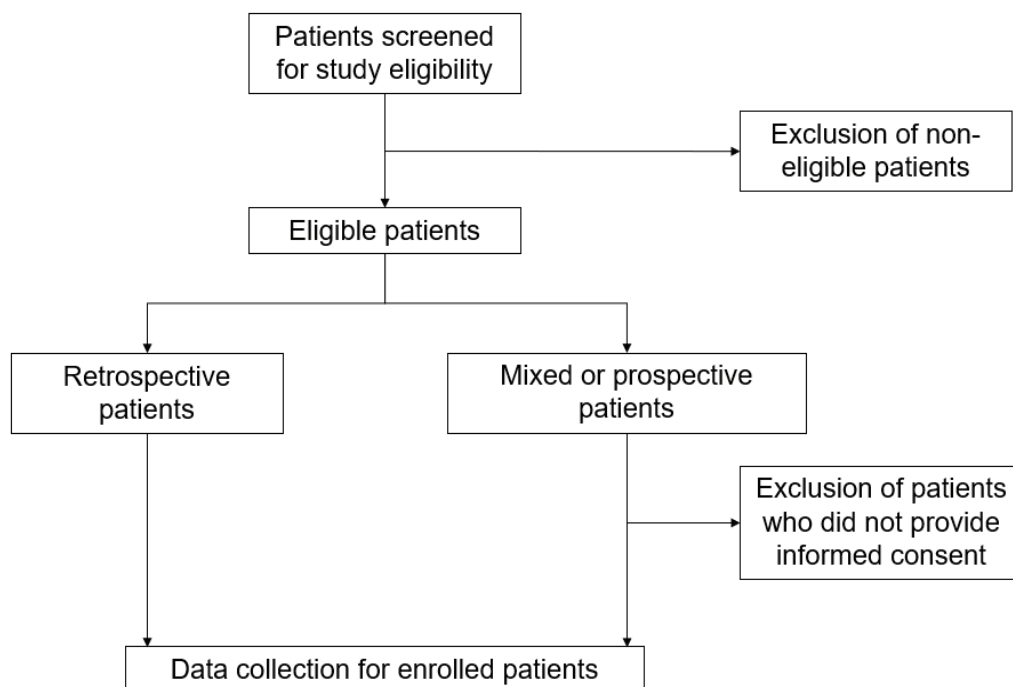 Patients screened
for study eligibility
Exclusion of non-
eligible patients
Eligible patients
Retrospective
patients
Mixed or prospective
patients
Exclusion of patients
who did not provide
informed consent
Data collection for enrolled patients